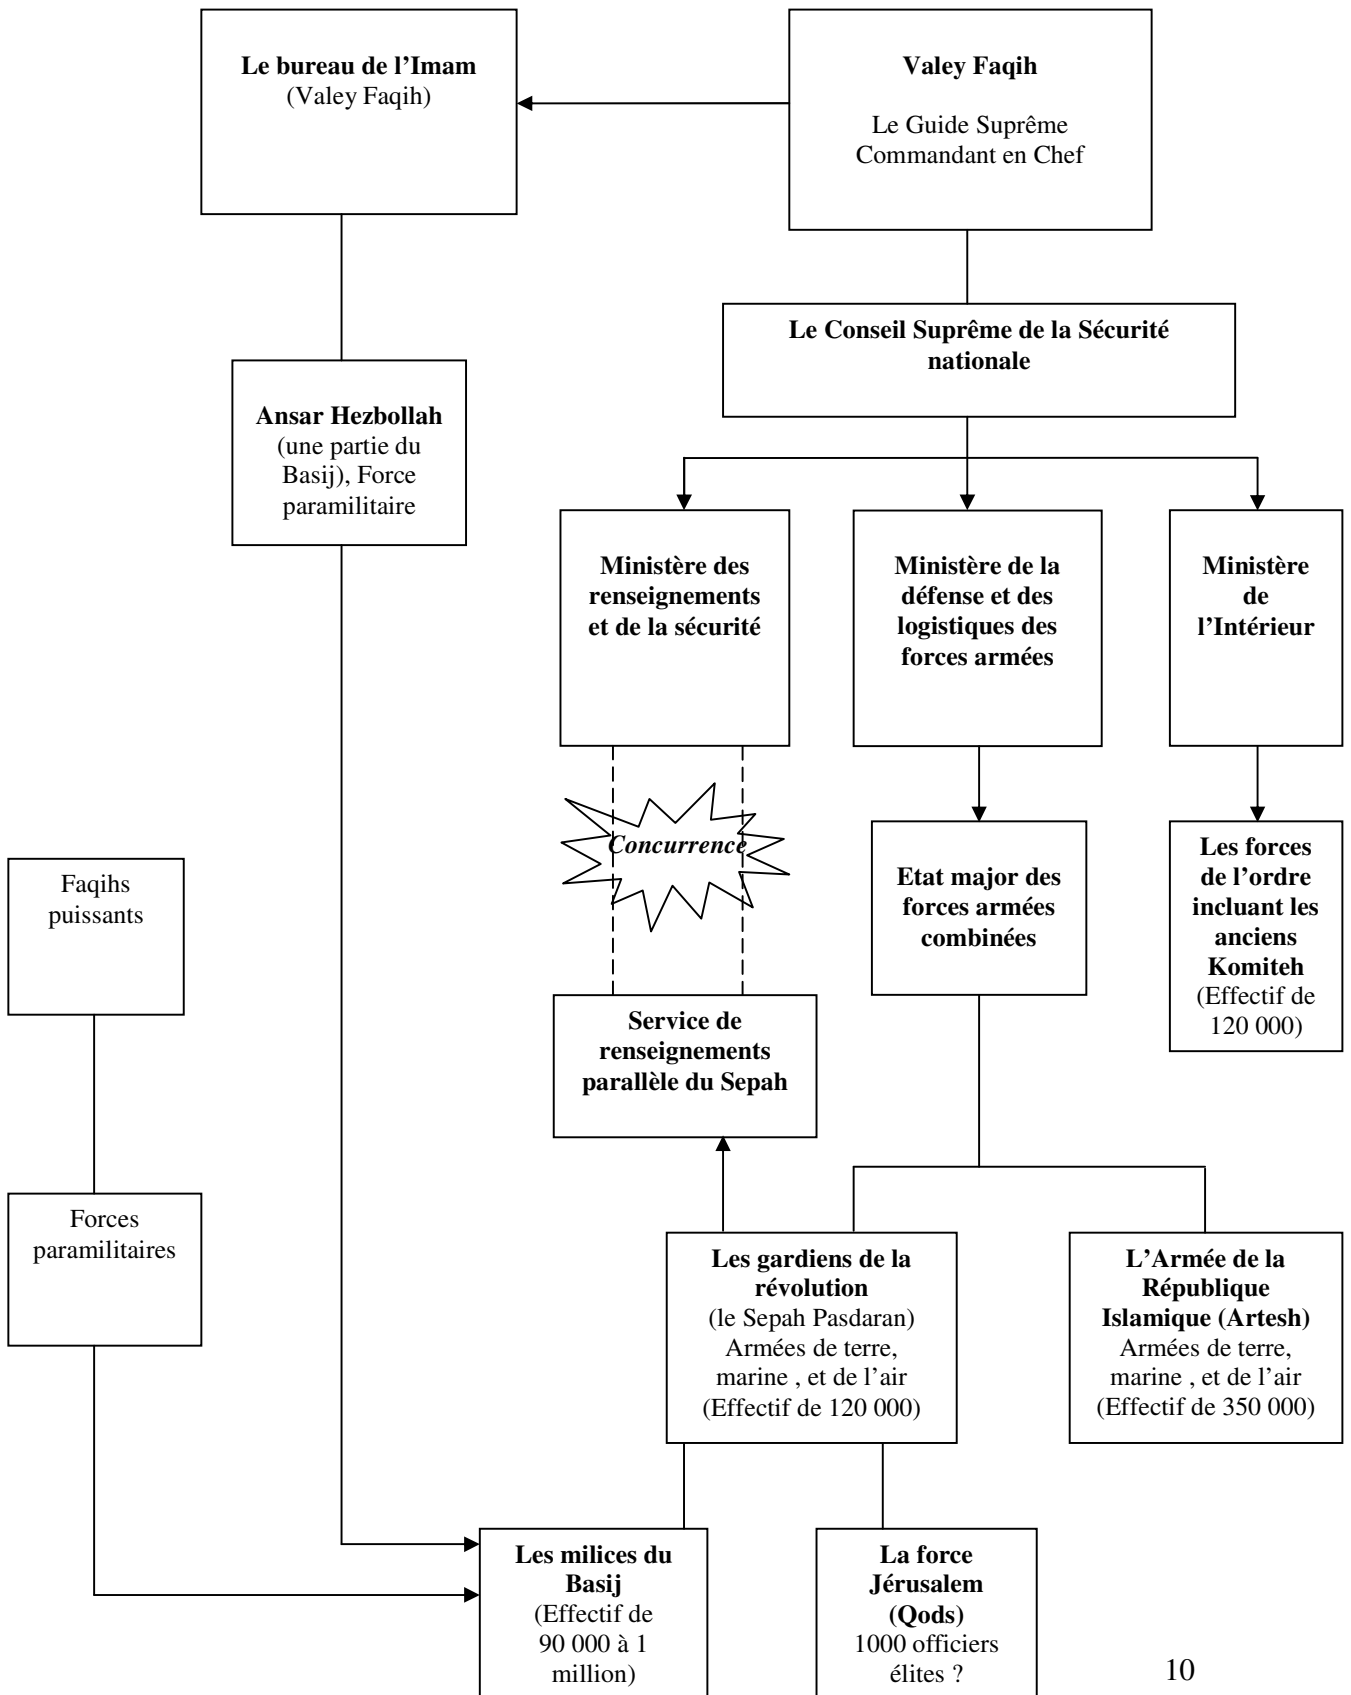 Le bureau de l’Imam
(Valey Faqih)
Valey Faqih
Le Guide Suprême
Commandant en Chef
Le Conseil Suprême de la Sécurité
nationale
Ansar Hezbollah
(une partie du
Basij), Force
paramilitaire
Ministère des
renseignements
et de la sécurité
Ministère de la
défense et des
logistiques des
forces armées
Ministère
de
l’Intérieur
Concurrence
Faqihs
puissants
Etat major des
forces armées
combinées
Les forces
de l’ordre
incluant les
anciens
Komiteh
(Effectif de
120 000)
Service de
renseignements
parallèle du Sepah
Forces
paramilitaires
Les gardiens de la
révolution
(le Sepah Pasdaran)
Armées de terre,
marine , et de l’air
(Effectif de 120 000)
L’Armée de la
République
Islamique (Artesh)
Armées de terre,
marine , et de l’air
(Effectif de 350 000)
Les milices du
Basij
(Effectif de
90 000 à 1
million)
La force
Jérusalem
(Qods)
1000 officiers
élites ?
10